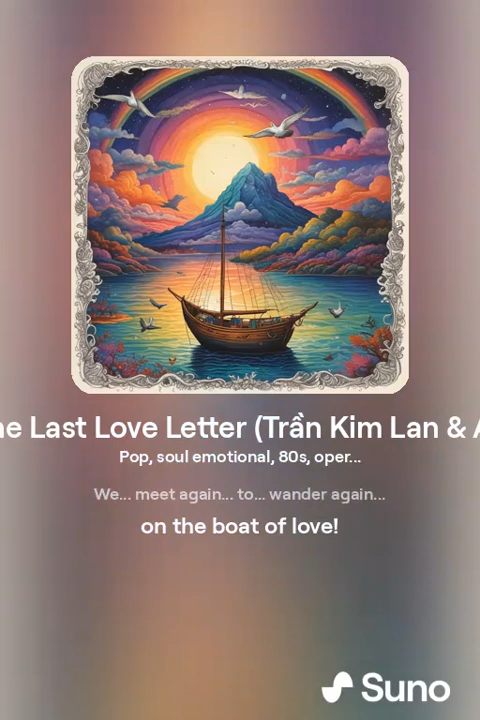 ne Last Love Letter (Trần Kim Lan & A
Pop, soul emotional, 80s, oper...
We... meet again... to... wander again...
on the boat of love!
Suno